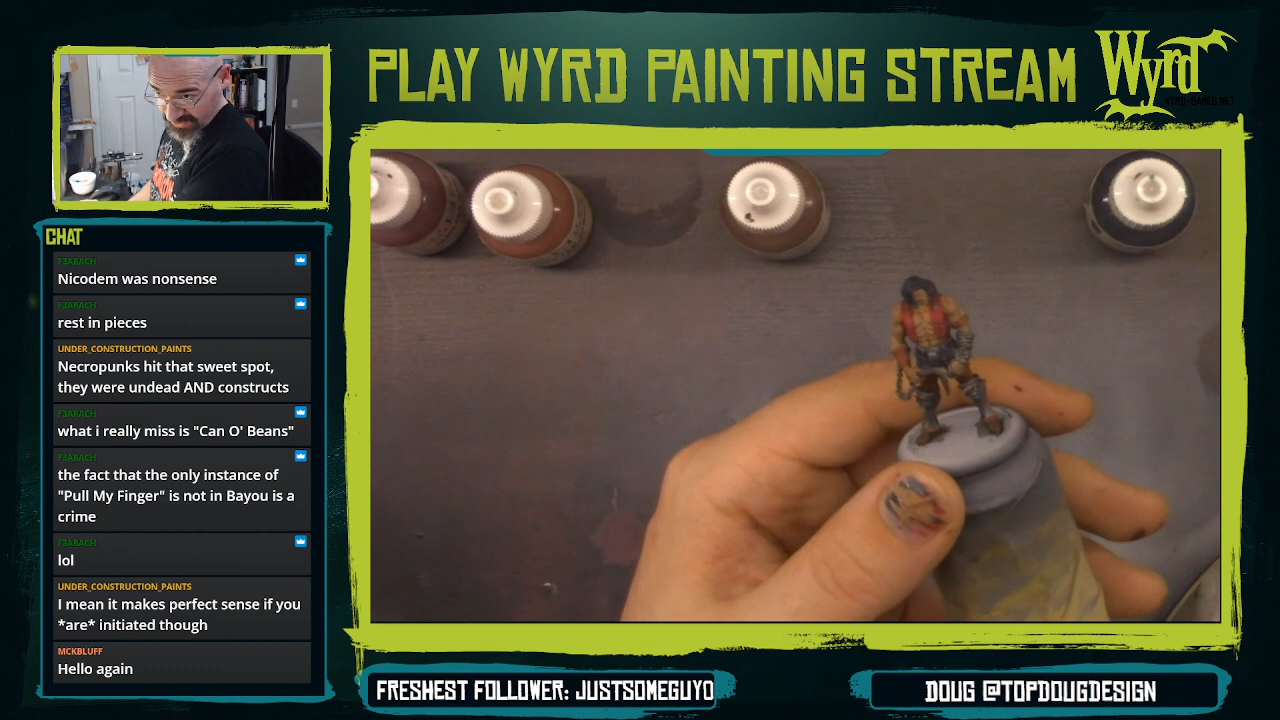 PLAY WYRD PAINTING STREAM
Wyrd
WYRD-GAMES.NET
CHAT
F3ARACH
Nicodem was nonsense
F3ARACH
rest in pieces
UNDER_CONSTRUCTION_PAINTS
Necropunks hit that sweet spot,
they were undead AND constructs
F3ARACH
what i really miss is "Can O' Beans"
F3ARACH
the fact that the only instance of
"Pull My Finger" is not in Bayou is a
crime
F3ARACH
lol
UNDER_CONSTRUCTION_PAINTS
I mean it makes perfect sense if you
*are* initiated though
MCKBLUFF
Hello again
FRESHEST FOLLOWER: JUSTSOMEGUYO
DOUG @TOPDOUGDESIGN